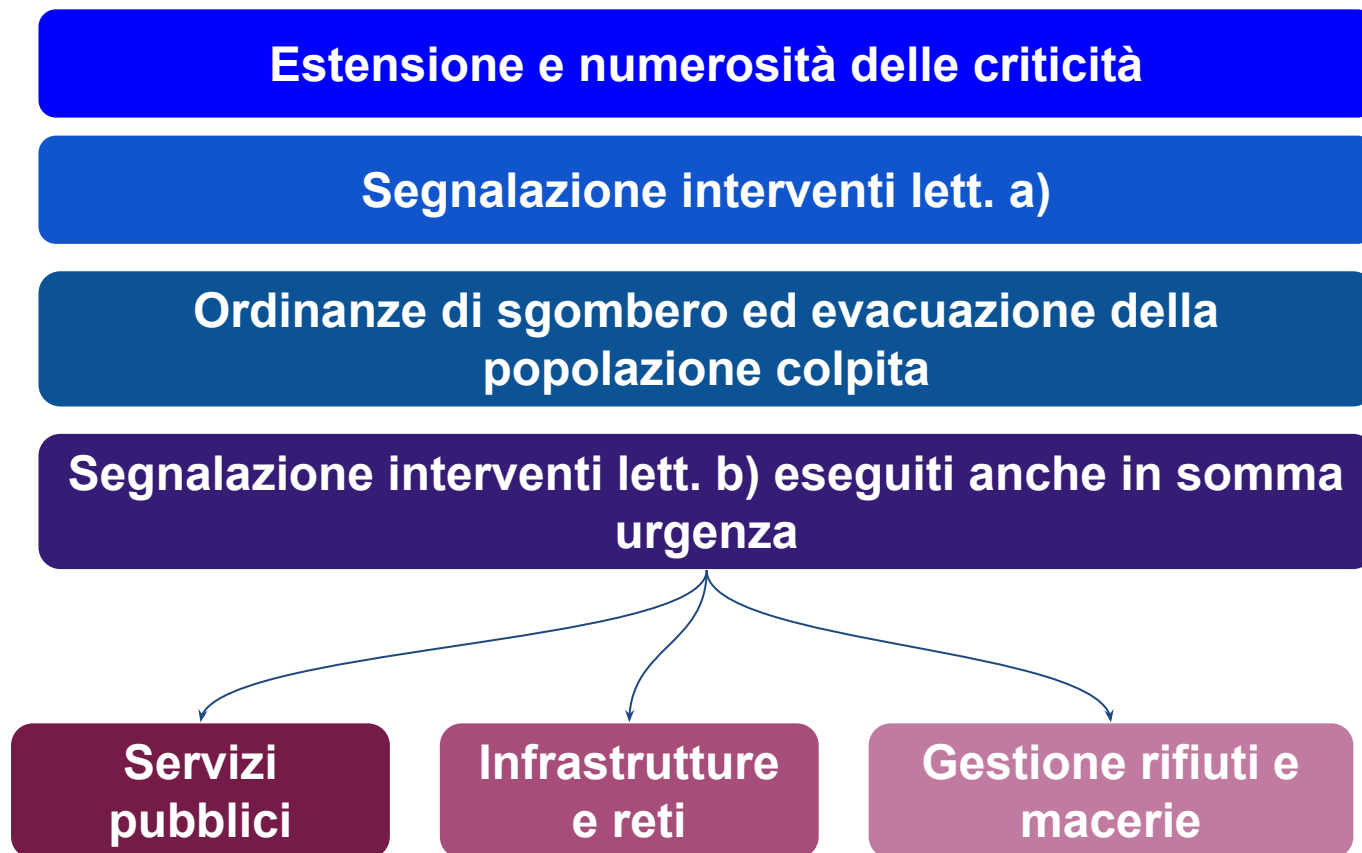 Estensione e numerosità delle criticità
Segnalazione interventi lett. a)
Ordinanze di sgombero ed evacuazione della
popolazione colpita
Segnalazione interventi lett. b) eseguiti anche in somma
urgenza
Servizi
pubblici
Infrastrutture
e reti
Gestione rifiuti e
macerie